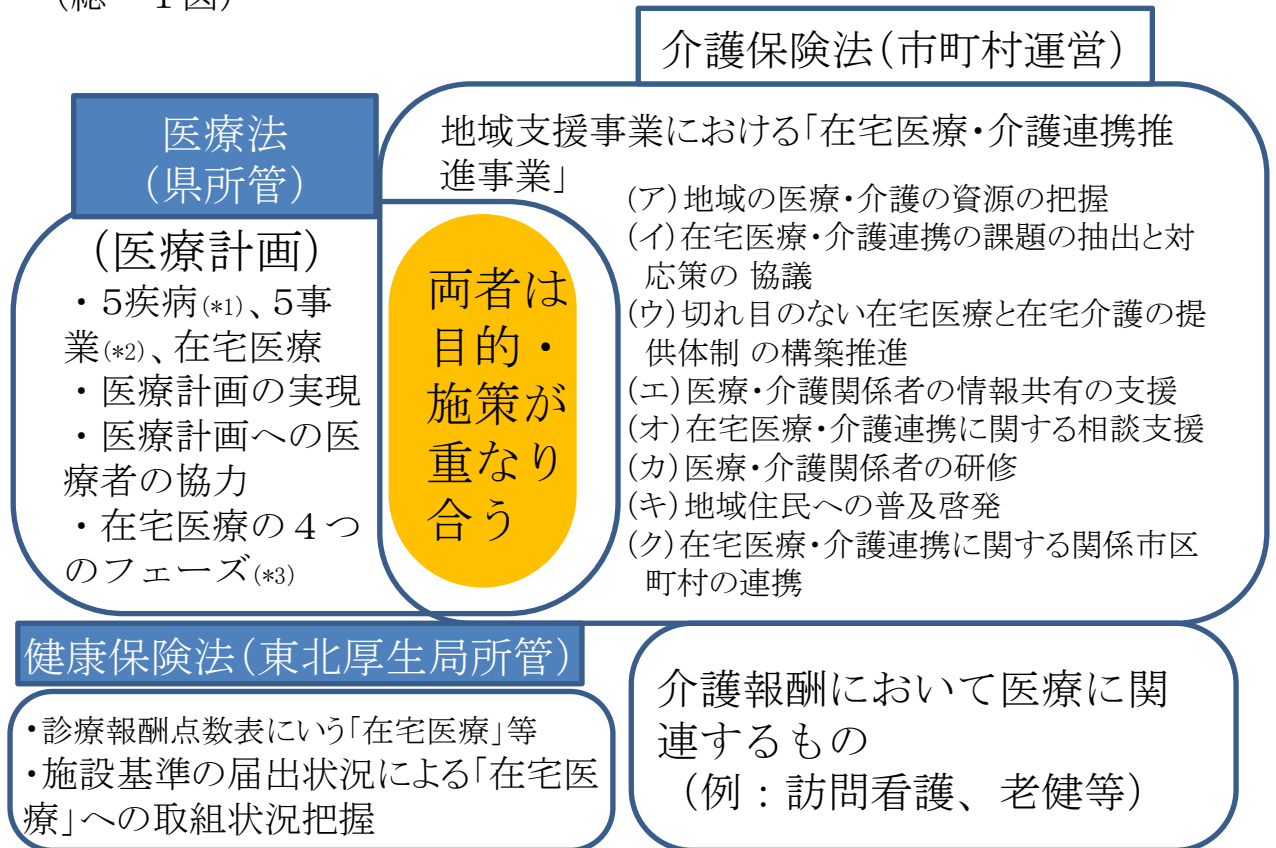 (総－１図)
介護保険法(市町村運営)
医療法
(県所管)
(医療計画)
・５疾病(*1)、５事
業(*2)、在宅医療
・医療計画の実現
・医療計画への医
療者の協力
・在宅医療の４つ
のフェーズ(*3)
両者は
目的・
施策が
重なり
合う
地域支援事業における「在宅医療・介護連携推
進事業」
(ア)地域の医療・介護の資源の把握
(イ)在宅医療・介護連携の課題の抽出と対
応策の 協議
(ウ)切れ目のない在宅医療と在宅介護の提
供体制 の構築推進
(エ)医療・介護関係者の情報共有の支援
(オ)在宅医療・介護連携に関する相談支援
(カ)医療・介護関係者の研修
(キ)地域住民への普及啓発
(ク)在宅医療・介護連携に関する関係市区
町村の連携
健康保険法(東北厚生局所管)
・診療報酬点数表にいう「在宅医療」等
・施設基準の届出状況による「在宅医
療」への取組状況把握
介護報酬において医療に関
連するもの
(例：訪問看護、老健等)